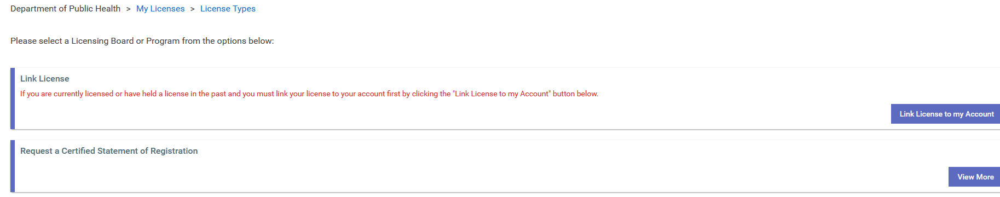 Department of Public Health > My Licenses > License Types
Please select a Licensing Board or Program from the options below:
Link License
If you are currently licensed or have held a license in the past and you must link your license to your account first by clicking the "Link License to my Account" button below.
Link License to my Account
Request a Certified Statement of Registration
View More